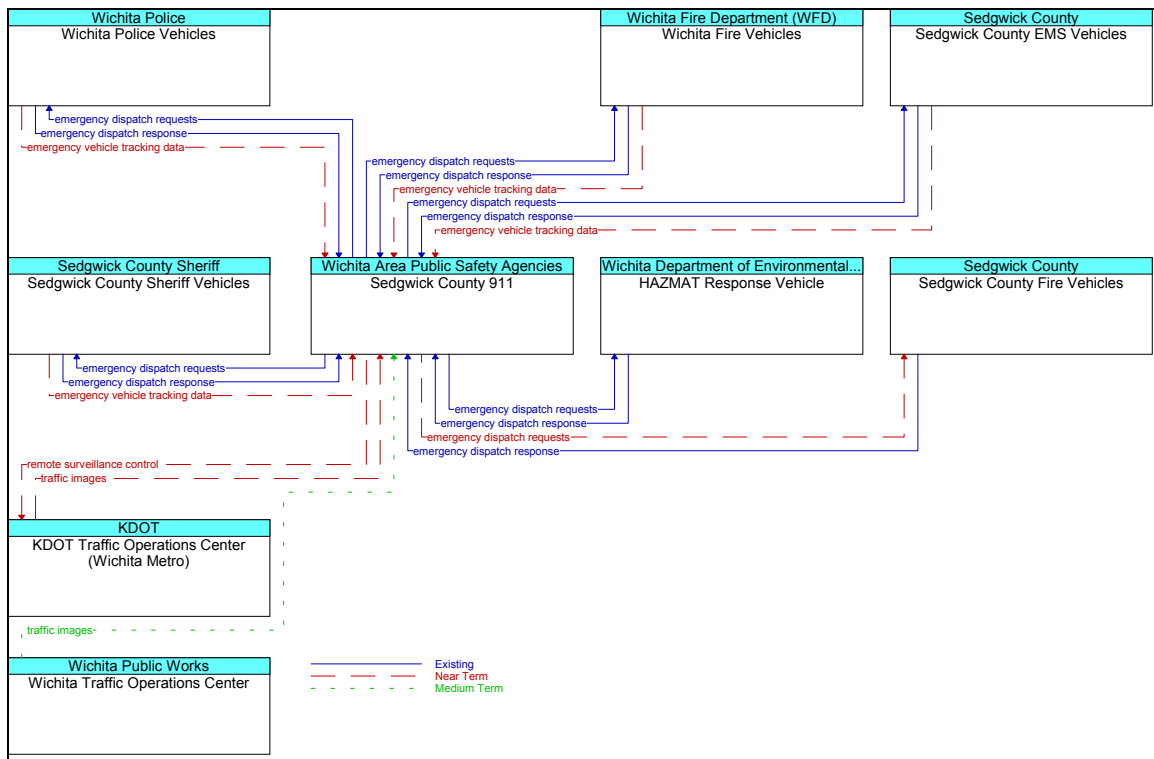 Wichita Police
Wichita Police Vehicles
Wichita Fire Department (WFD)
Wichita Fire Vehicles
Sedgwick County
Sedgwick County EMS Vehicles
emergency dispatch requests
emergency dispatch response
emergency vehicle tracking data
emergency dispatch requests
emergency dispatch response
emergency vehicle tracking data
emergency dispatch requests
emergency dispatch response
emergency vehicle tracking data
Sedgwick County Sheriff
Sedgwick County Sheriff Vehicles
Wichita Area Public Safety Agencies
Sedgwick County 911
Wichita Department of Environmental...
HAZMAT Response Vehicle
Sedgwick County
Sedgwick County Fire Vehicles
emergency dispatch requests
emergency dispatch response
emergency vehicle tracking data
emergency dispatch requests
emergency dispatch response
emergency dispatch requests
emergency dispatch response
remote surveillance control
traffic images
KDOT
KDOT Traffic Operations Center
(Wichita Metro)
traffic images
Wichita Public Works
Wichita Traffic Operations Center
Existing
Near Term
Medium Term